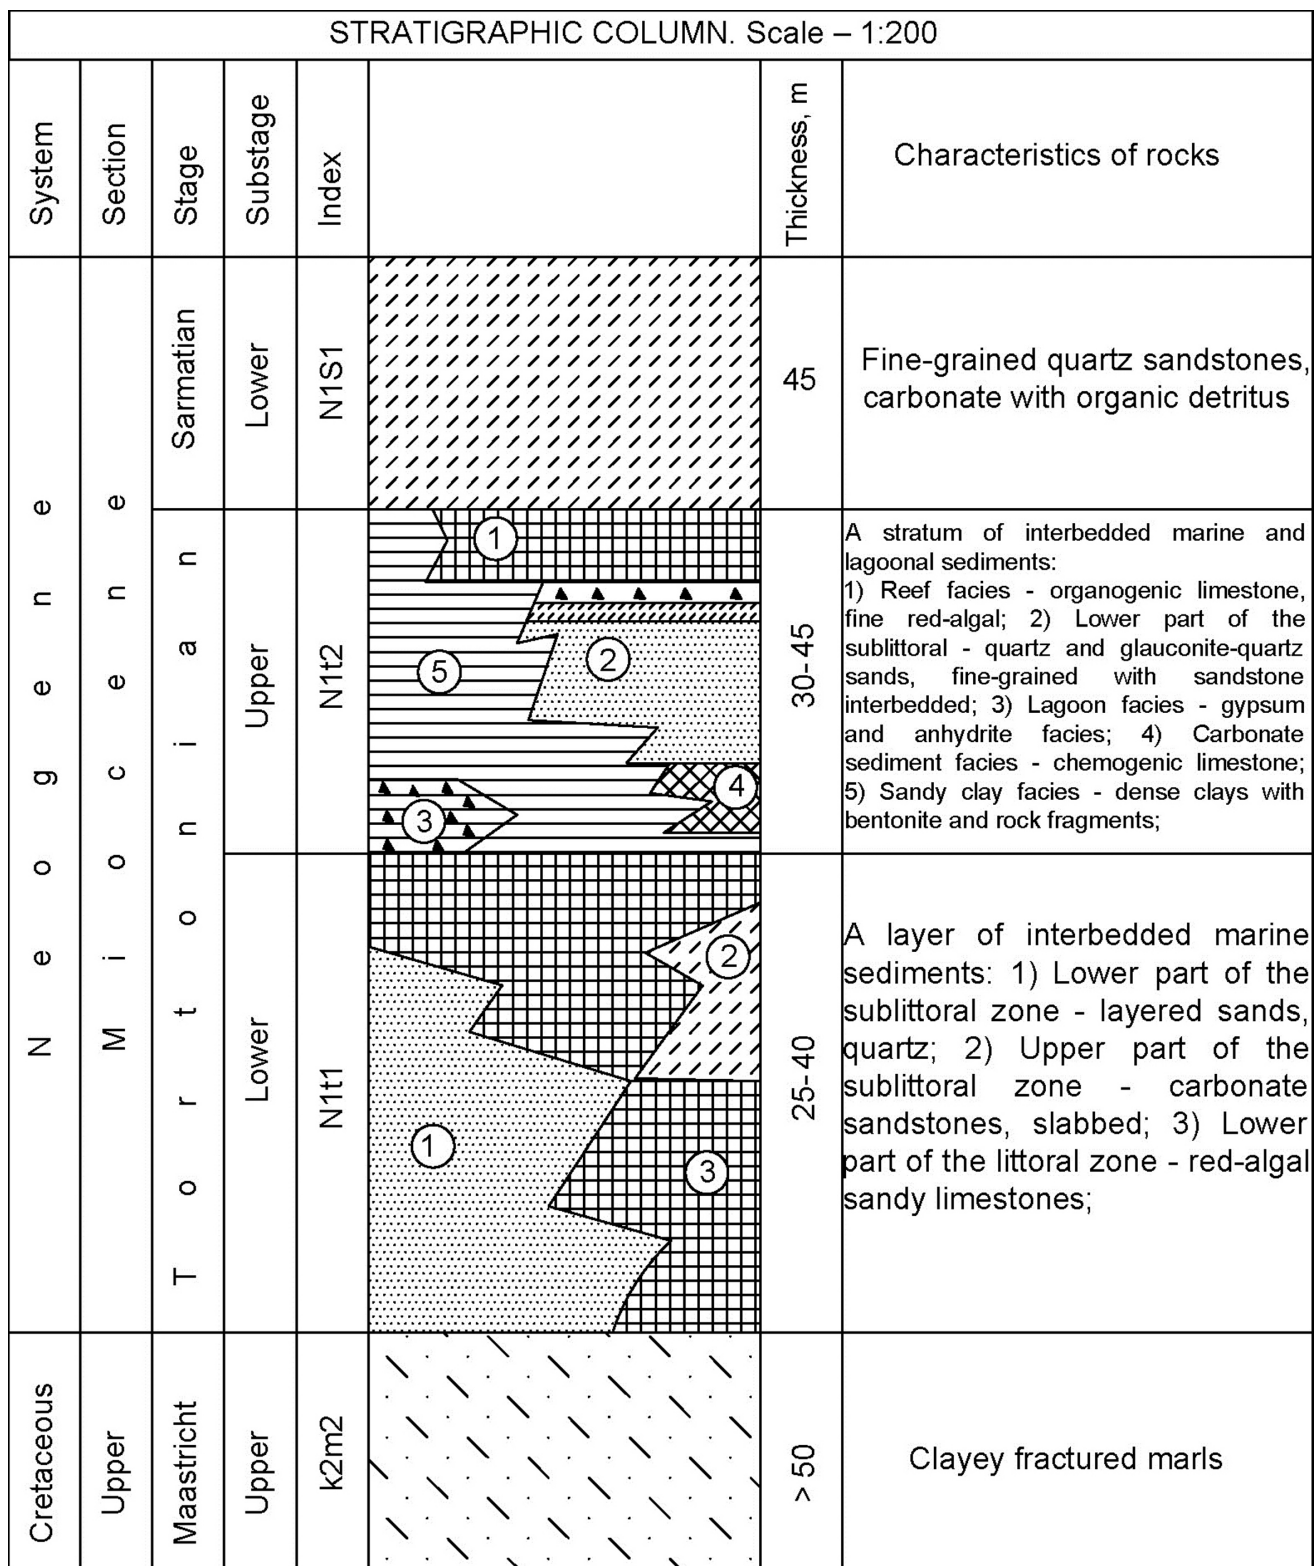 STRATIGRAPHIC COLUMN. Scale – 1:200
System
Section
Stage
Substage
Index
Thickness, m
Characteristics of rocks
Neogene
Miocene
Sarmatian
Lower
N1S1
45
Fine-grained quartz sandstones,
carbonate with organic detritus
Tortonian
Upper
N1t2
1
2
5
4
3
30-45
A stratum of interbedded marine and
lagoonal sediments:
1) Reef facies - organogenic limestone,
fine red-algal; 2) Lower part of the
sublittoral - quartz and glauconite-quartz
sands, fine-grained with sandstone
interbedded; 3) Lagoon facies - gypsum
and anhydrite facies; 4) Carbonate
sediment facies - chemogenic limestone;
5) Sandy clay facies - dense clays with
bentonite and rock fragments;
Lower
N1t1
2
1
3
25-40
A layer of interbedded marine
sediments: 1) Lower part of the
sublittoral zone - layered sands,
quartz; 2) Upper part of the
sublittoral zone - carbonate
sandstones, slabbed; 3) Lower
part of the littoral zone - red-algal
sandy limestones;
Cretaceous
Upper
Maastricht
Upper
k2m2
> 50
Clayey fractured marls